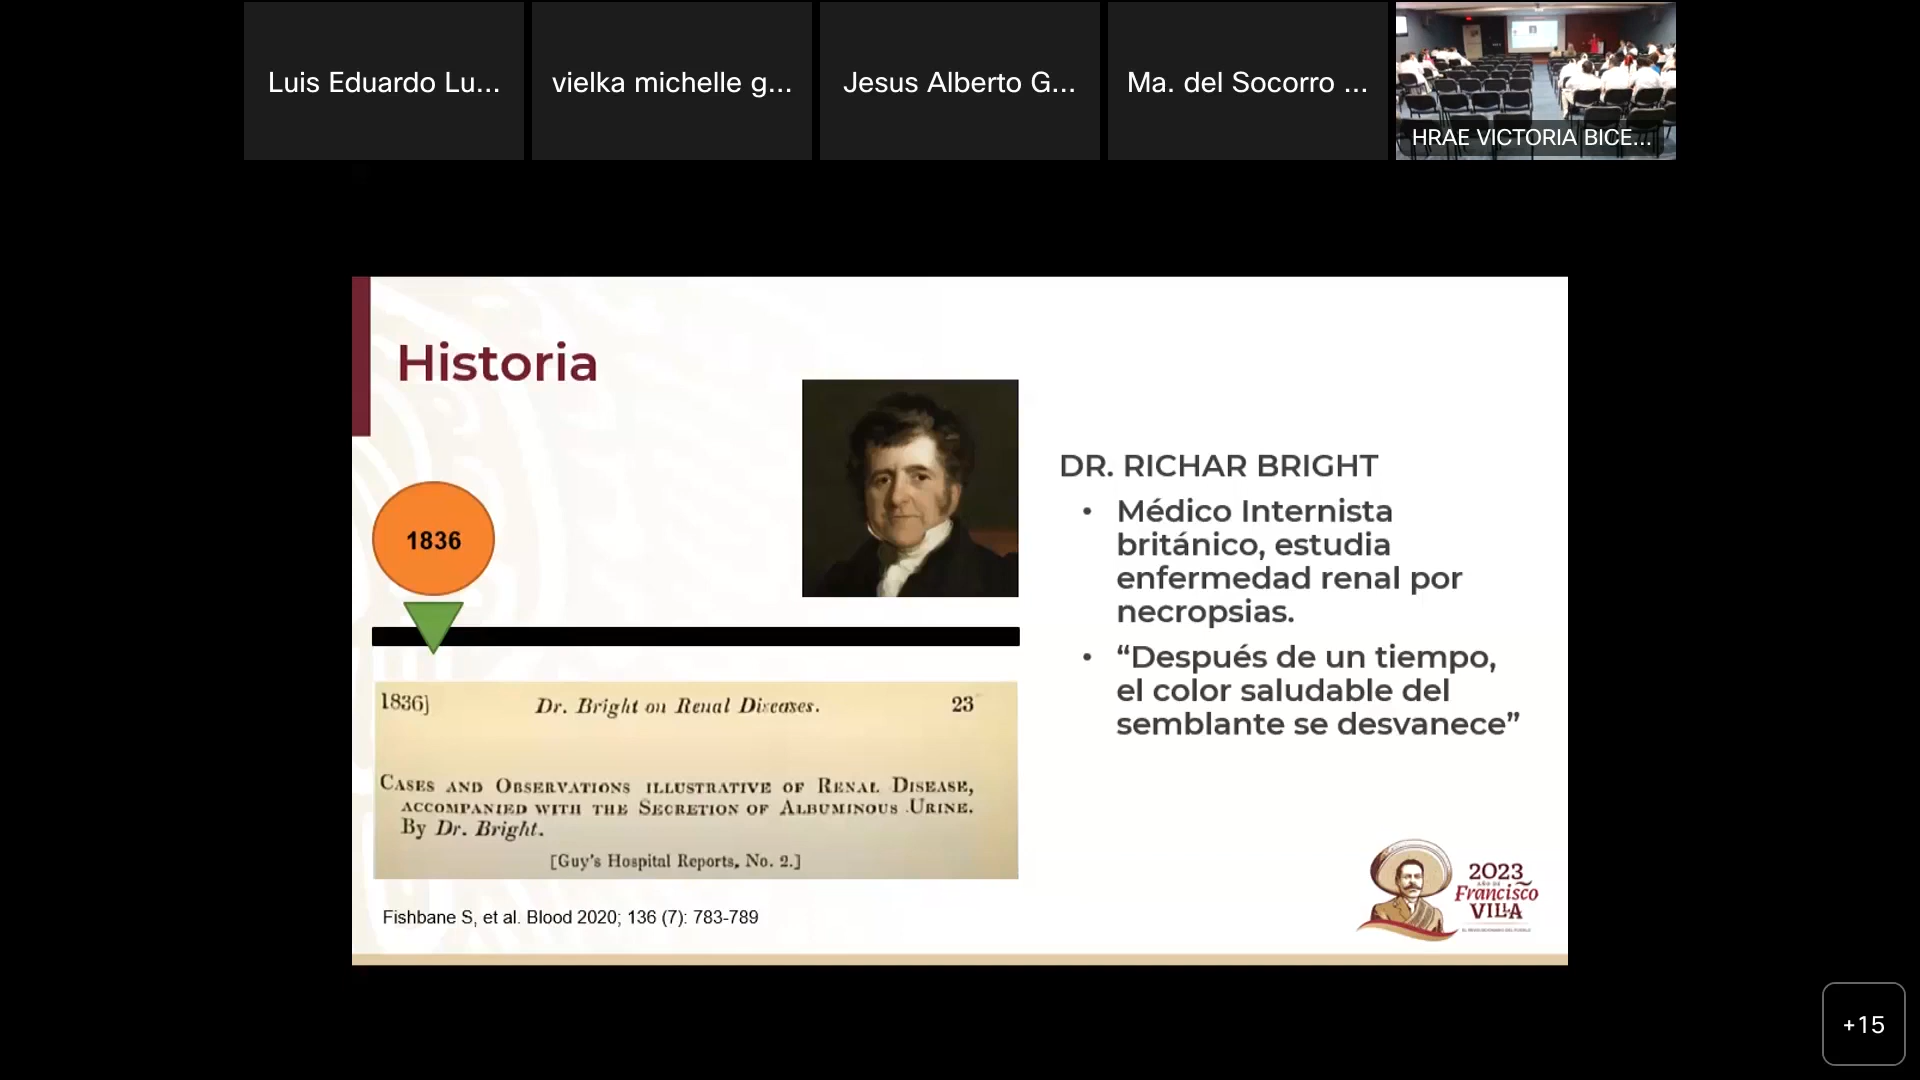 Luis Eduardo Lu...
vielka michelle g...
Jesus Alberto G...
Ma. del Socorro ...
HRAE VICTORIA BICE...
Historia
1836
DR. RICHAR BRIGHT
• Médico Internista
británico, estudia
enfermedad renal por
necropsias.
• “Después de un tiempo,
el color saludable del
semblante se desvanece”
1836] Dr. Bright on Renal Diseases. 23
CASES AND OBSERVATIONS ILLUSTRATIVE OF RENAL DISEASE,
ACCOMPANIED WITH THE SECRETION OF ALBUMINOUS URINE.
By Dr. Bright.
[Guy's Hospital Reports, No. 2.]
Fishbane S, et al. Blood 2020; 136 (7): 783-789
2023
AÑO DE
Francisco
VILLA
+15